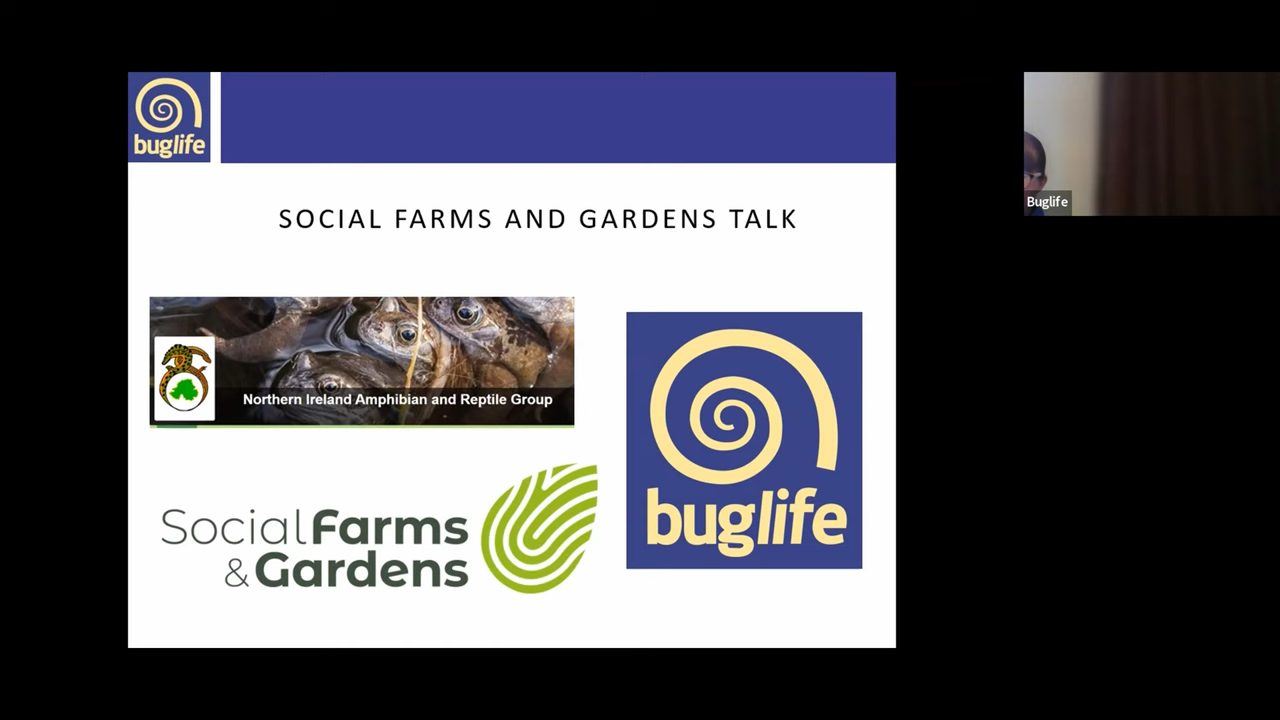 buglife
SOCIAL FARMS AND GARDENS TALK
Northern Ireland Amphibian and Reptile Group
Social Farms
& Gardens
buglife
Buglife